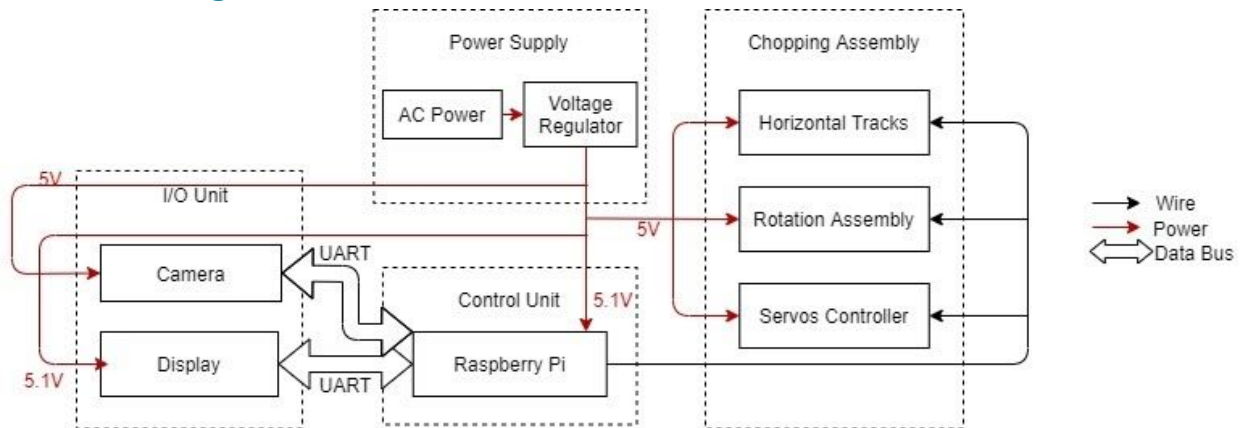 Power Supply
AC Power
Voltage
Regulator
Chopping Assembly
Horizontal Tracks
Rotation Assembly
Servos Controller
5V
5V
I/O Unit
Camera
Display
5.1V
UART
UART
Control Unit
5.1V
Raspberry Pi
Wire
Power
Data Bus